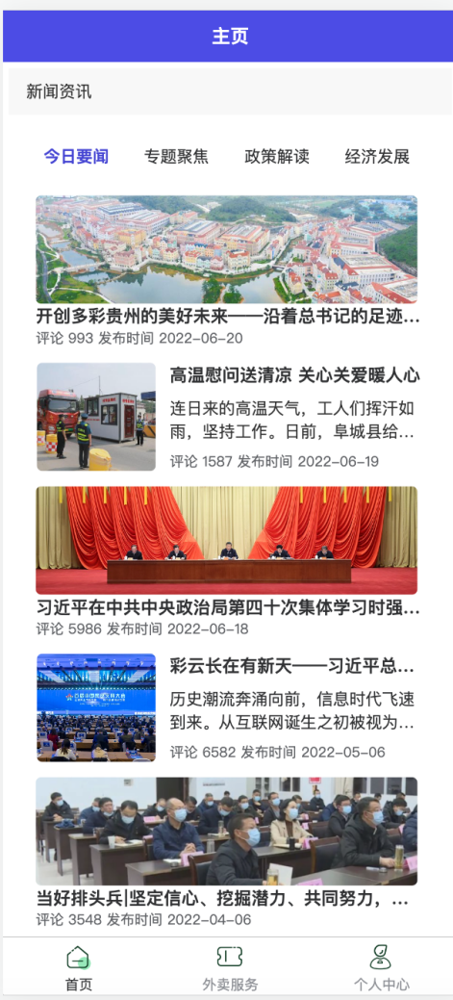 主页
新闻资讯
今日要闻 专题聚焦 政策解读 经济发展
开创多彩贵州的美好未来——沿着总书记的足迹...
评论 993 发布时间 2022-06-20
高温慰问送清凉 关心关爱暖人心
连日来的高温天气，工人们挥汗如
雨，坚持工作。日前，阜城县给...
评论 1587 发布时间 2022-06-19
习近平在中共中央政治局第四十次集体学习时强...
评论 5986 发布时间 2022-06-18
彩云长在有新天——习近平总...
历史潮流奔涌向前，信息时代飞速
到来。从互联网诞生之初被视为...
评论 6582 发布时间 2022-05-06
当好排头兵|坚定信心、挖掘潜力、共同努力，...
评论 3548 发布时间 2022-04-06
首页 外卖服务 个人中心